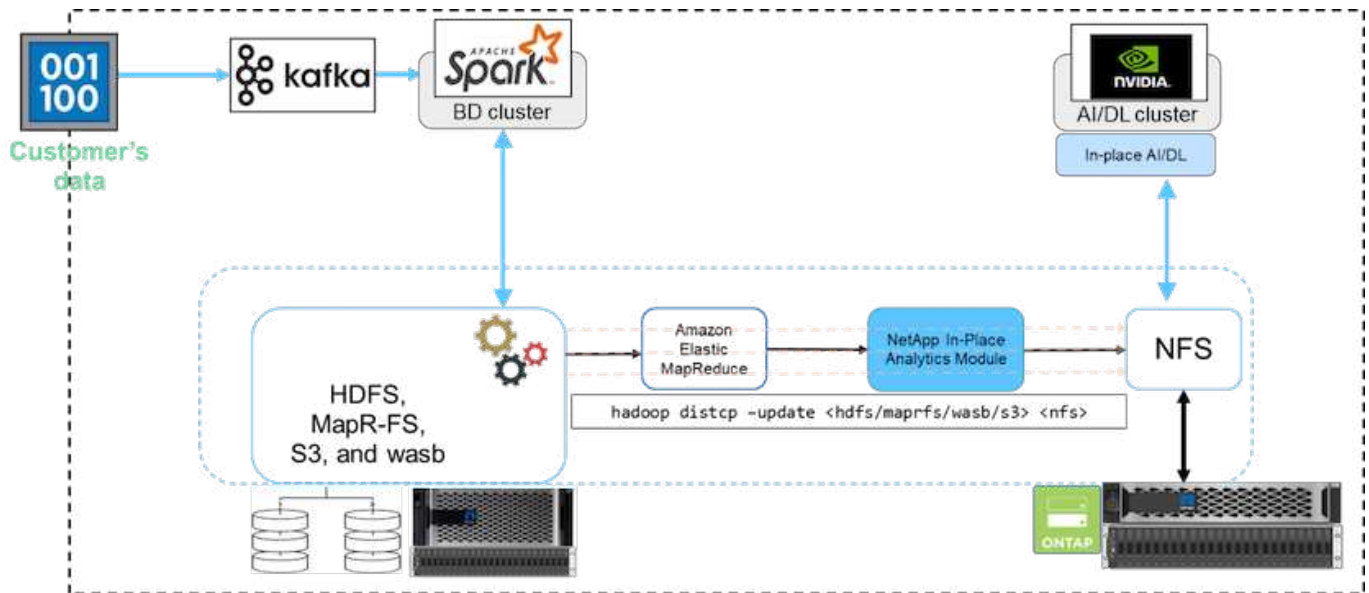 001
100
Customer's
data
kafka
APACHE
Spark™
BD cluster
NVIDIA.
AI/DL cluster
In-place AI/DL
HDFS,
MapR-FS,
S3, and wasb
Amazon
Elastic
MapReduce
NetApp In-Place
Analytics Module
NFS
hadoop distcp –update <hdfs/maprfs/wasb/s3> <nfs>
ONTAP